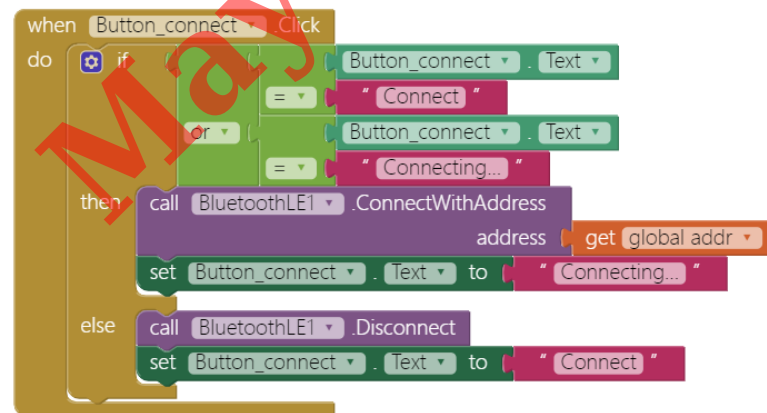 when Button_connect .Click
do if Button_connect . Text
= " Connect "
or Button_connect . Text
= " Connecting... "
then call BluetoothLE1 .ConnectWithAddress
address get global addr
set Button_connect . Text to " Connecting... "
else call BluetoothLE1 .Disconnect
set Button_connect . Text to " Connect "
May